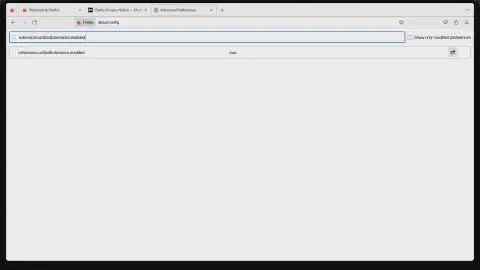 Welcome to Firefox
Firefox Privacy Notice — Mozil
Advanced Preferences
Firefox
about:config
extensions.unifiedExtensions.enabled
Show only modified preferences
extensions.unifiedExtensions.enabled
true